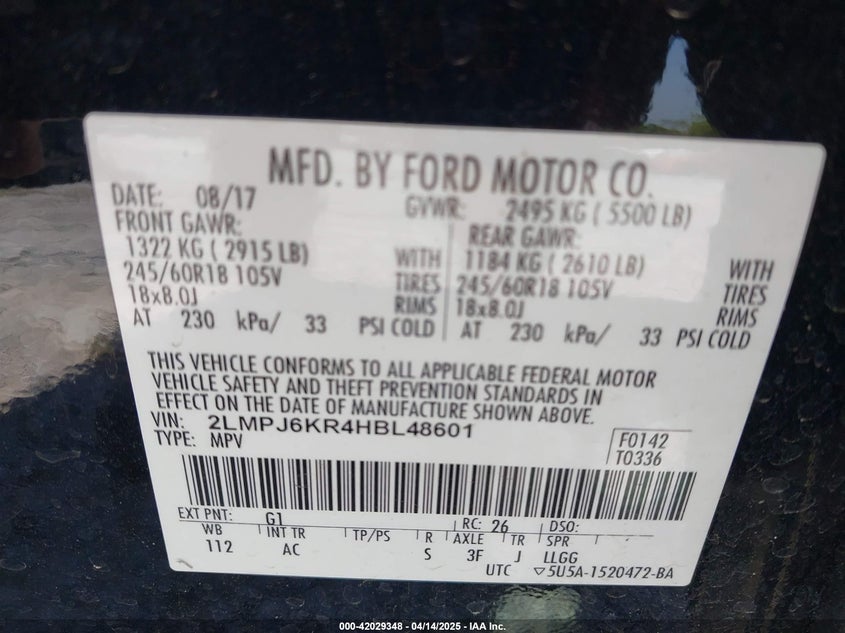 MFD. BY FORD MOTOR CO.
DATE: 08/17 GVWR: 2495 KG ( 5500 LB)
FRONT GAWR: REAR GAWR:
1322 KG ( 2915 LB) WITH 1184 KG ( 2610 LB) WITH
245/60R18 105V TIRES 245/60R18 105V TIRES
18x8.0J RIMS 18x8.0J RIMS
AT 230 kPa/ 33 PSI COLD AT 230 kPa/ 33 PSI COLD
THIS VEHICLE CONFORMS TO ALL APPLICABLE FEDERAL MOTOR
VEHICLE SAFETY AND THEFT PREVENTION STANDARDS IN
EFFECT ON THE DATE OF MANUFACTURE SHOWN ABOVE.
VIN: 2LMPJ6KR4HBL48601
TYPE: MPV
F0142
T0336
EXT PNT: G1 RC: 26 DSO:
WB INT TR TP/PS R AXLE TR SPR
112 AC S 3F J LLGG
UTC ▽5U5A-1520472-BA
000-42029348 - 04/14/2025 - IAA Inc.